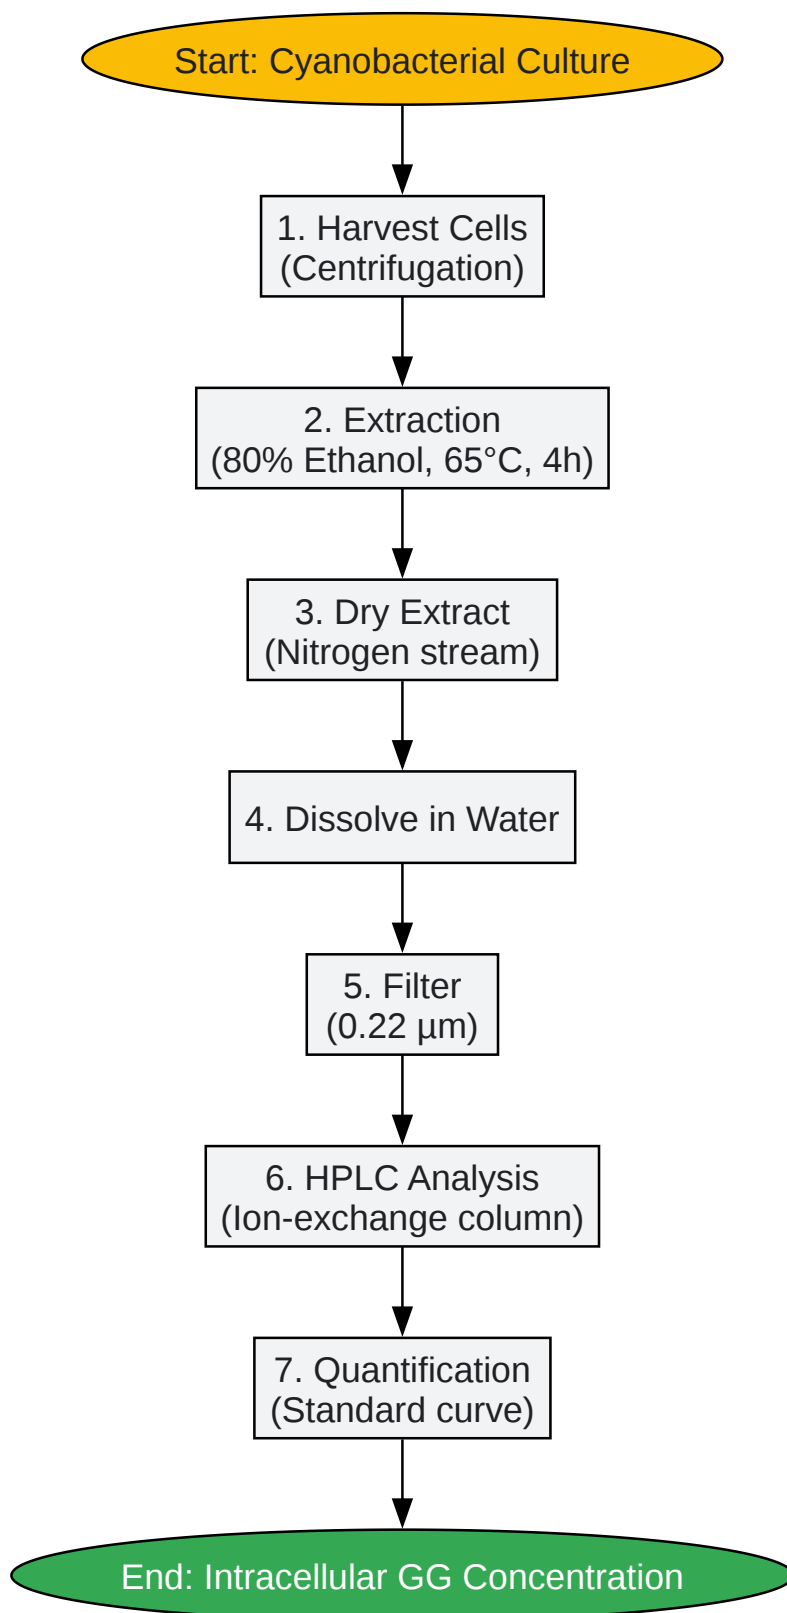 Start: Cyanobacterial Culture
1. Harvest Cells
(Centrifugation)
2. Extraction
(80% Ethanol, 65°C, 4h)
3. Dry Extract
(Nitrogen stream)
4. Dissolve in Water
5. Filter
(0.22 µm)
6. HPLC Analysis
(Ion-exchange column)
7. Quantification
(Standard curve)
End: Intracellular GG Concentration